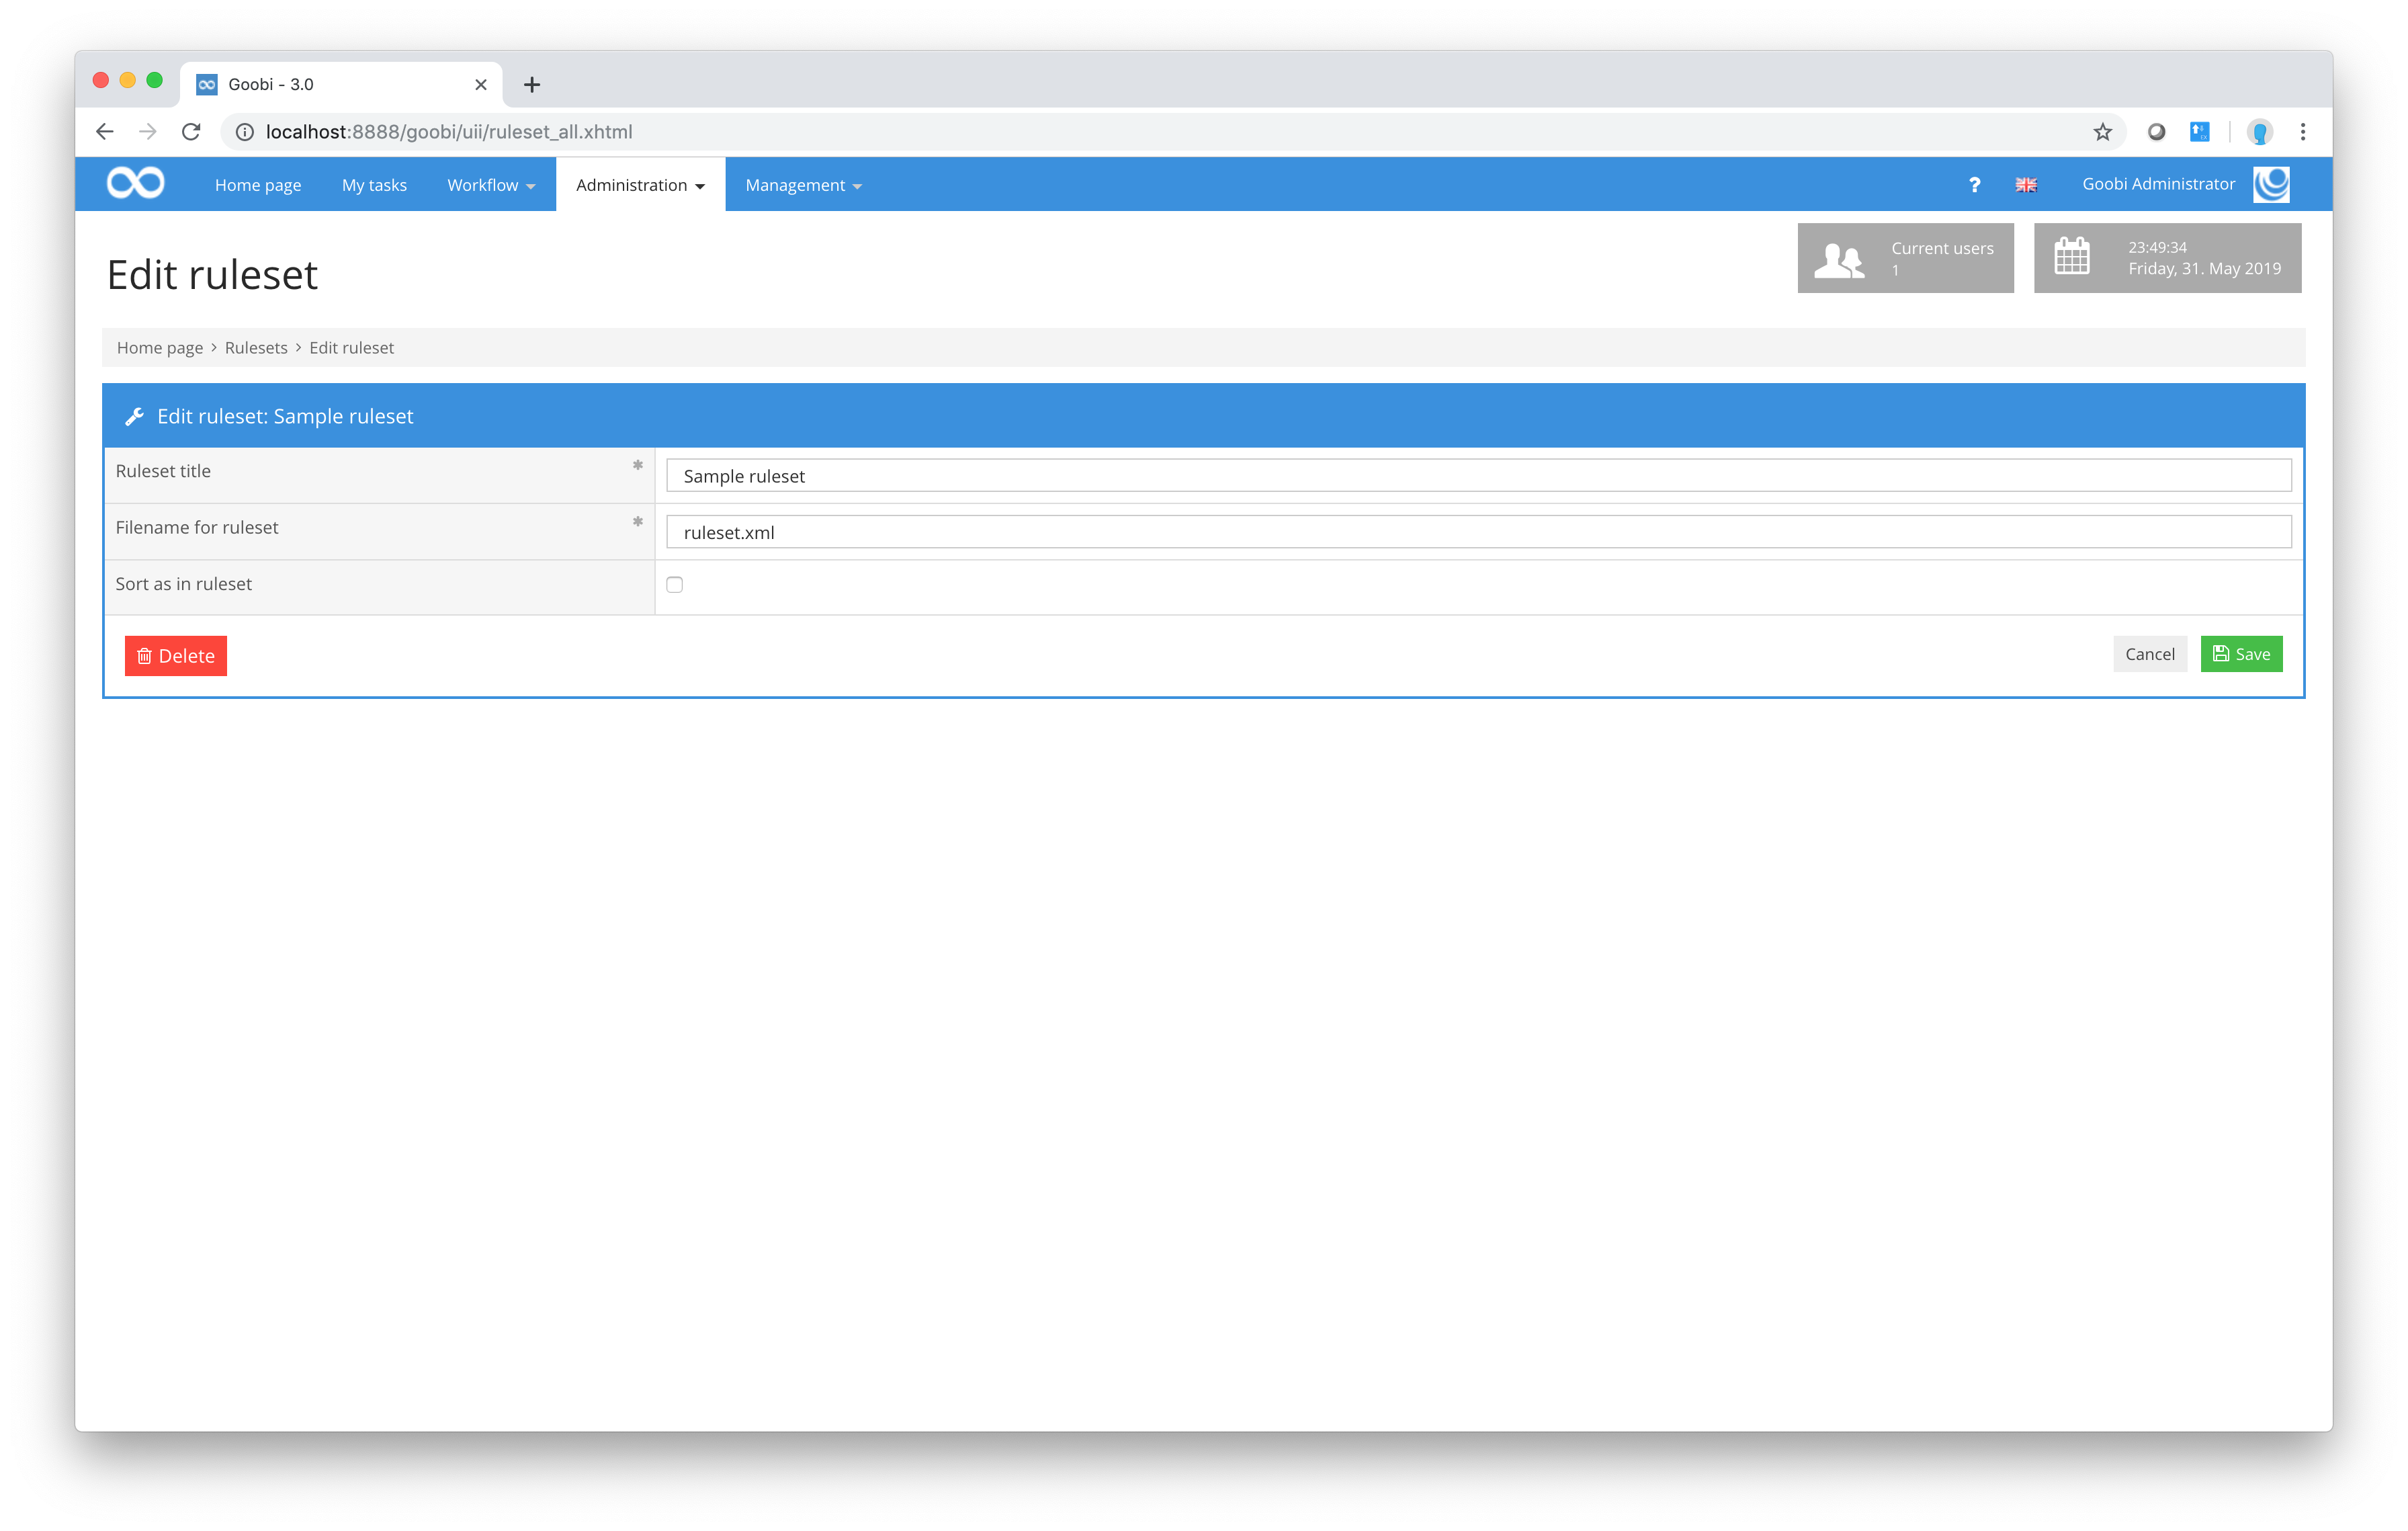 Goobi - 3.0
localhost:8888/goobi/uii/ruleset_all.xhtml
Home page My tasks Workflow Administration Management ? Goobi Administrator
Edit ruleset
Current users
1
23:49:34
Friday, 31. May 2019
Home page > Rulesets > Edit ruleset
Edit ruleset: Sample ruleset
Ruleset title *
Sample ruleset
Filename for ruleset *
ruleset.xml
Sort as in ruleset
Delete
Cancel
Save